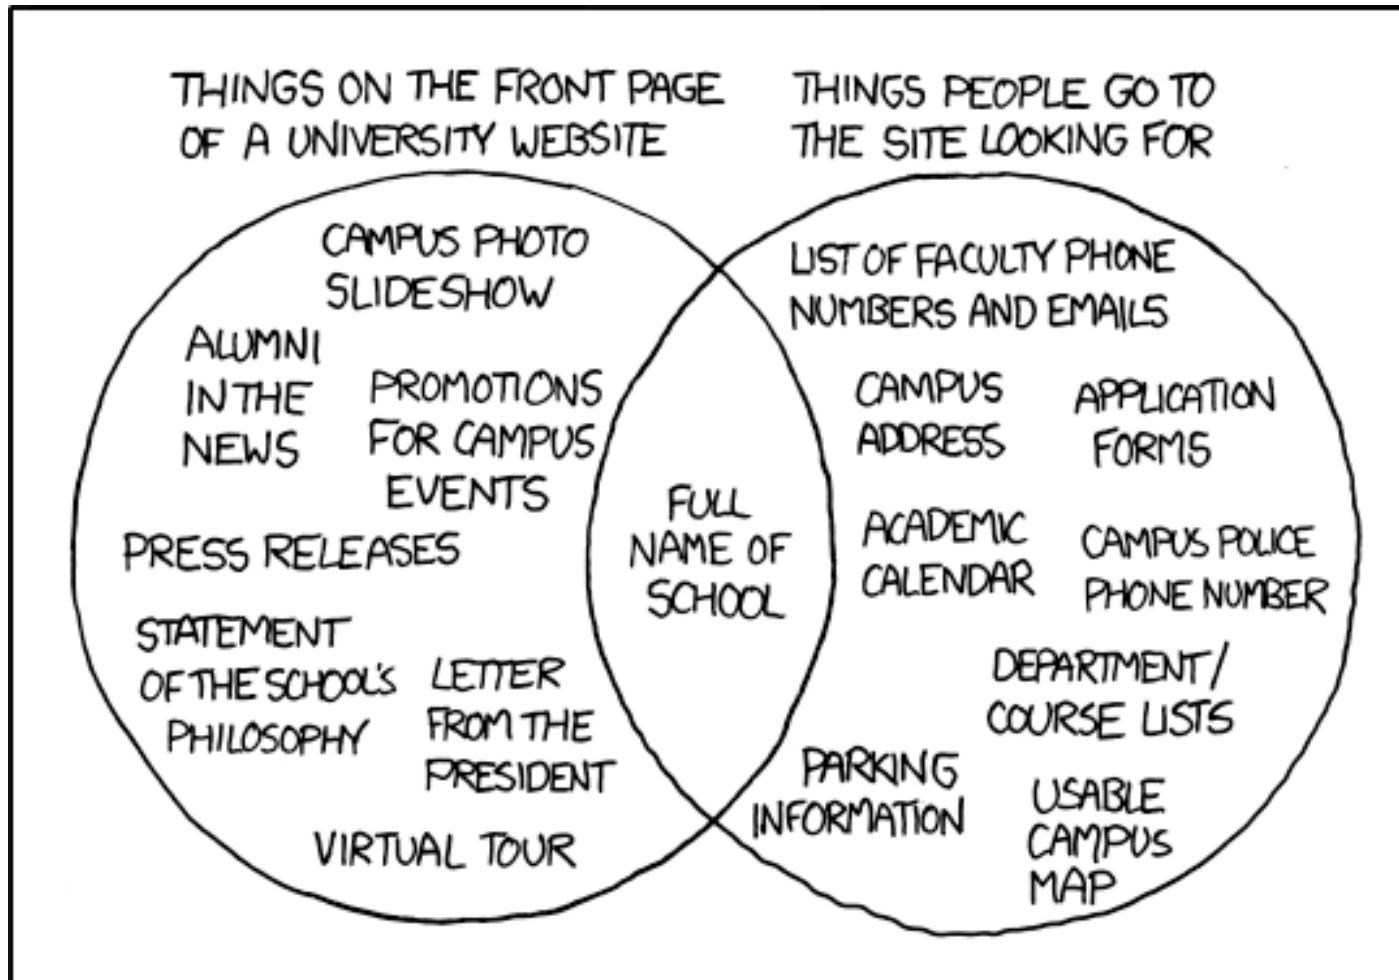 THINGS ON THE FRONT PAGE
OF A UNIVERSITY WEBSITE
THINGS PEOPLE GO TO
THE SITE LOOKING FOR
CAMPUS PHOTO
SLIDESHOW
ALUMNI
IN THE
NEWS
PROMOTIONS
FOR CAMPUS
EVENTS
PRESS RELEASES
STATEMENT
OF THE SCHOOL'S
PHILOSOPHY
LETTER
FROM THE
PRESIDENT
VIRTUAL TOUR
FULL
NAME OF
SCHOOL
LIST OF FACULTY PHONE
NUMBERS AND EMAILS
CAMPUS
ADDRESS
APPLICATION
FORMS
ACADEMIC
CALENDAR
CAMPUS POLICE
PHONE NUMBER
DEPARTMENT/
COURSE LISTS
PARKING
INFORMATION
USABLE
CAMPUS
MAP